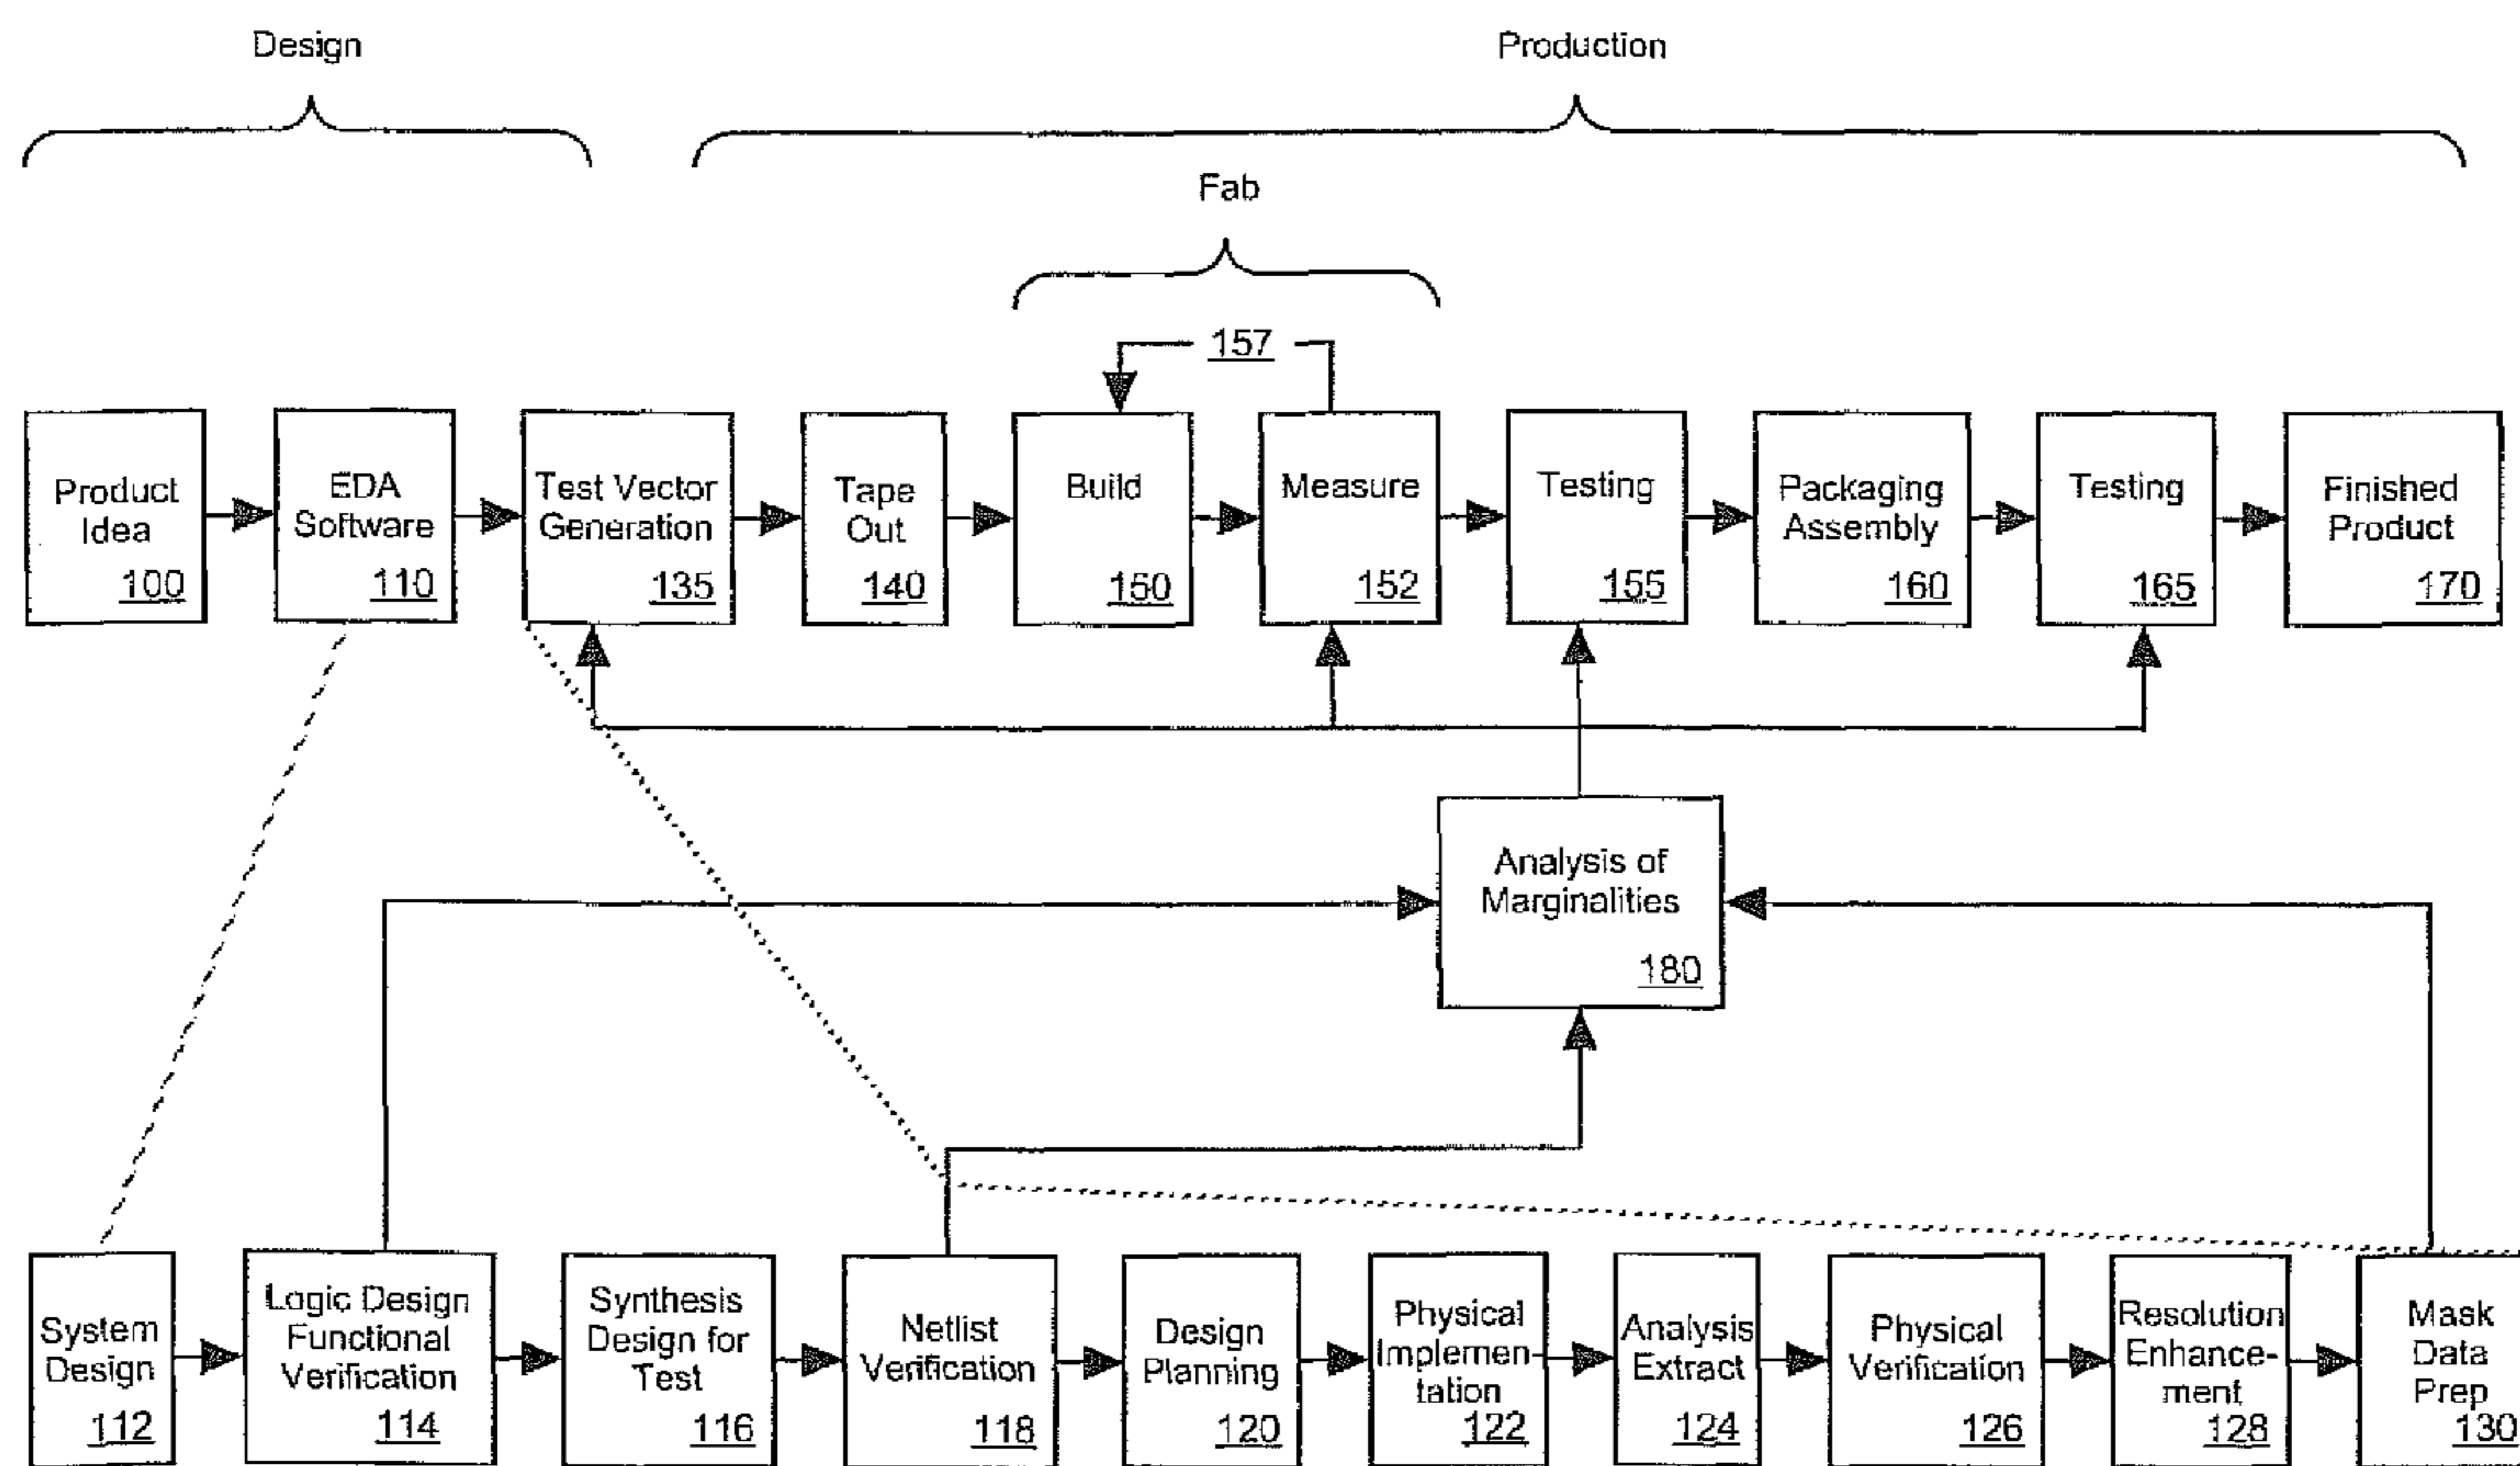 Design
Production
Fab
157
Product
Idea
100
EDA
Software
110
Test Vector
Generation
135
Tape
Out
140
Build
150
Measure
152
Testing
155
Packaging
Assembly
160
Testing
165
Finished
Product
170
Analysis of
Marginalities
180
System
Design
112
Logic Design
Functional
Verification
114
Synthesis
Design for
Test
116
Netlist
Verification
118
Design
Planning
120
Physical
Implemen-
tation
122
Analysis
Extract
124
Physical
Verification
126
Resolution
Enhance-
ment
128
Mask
Data
Prep
130